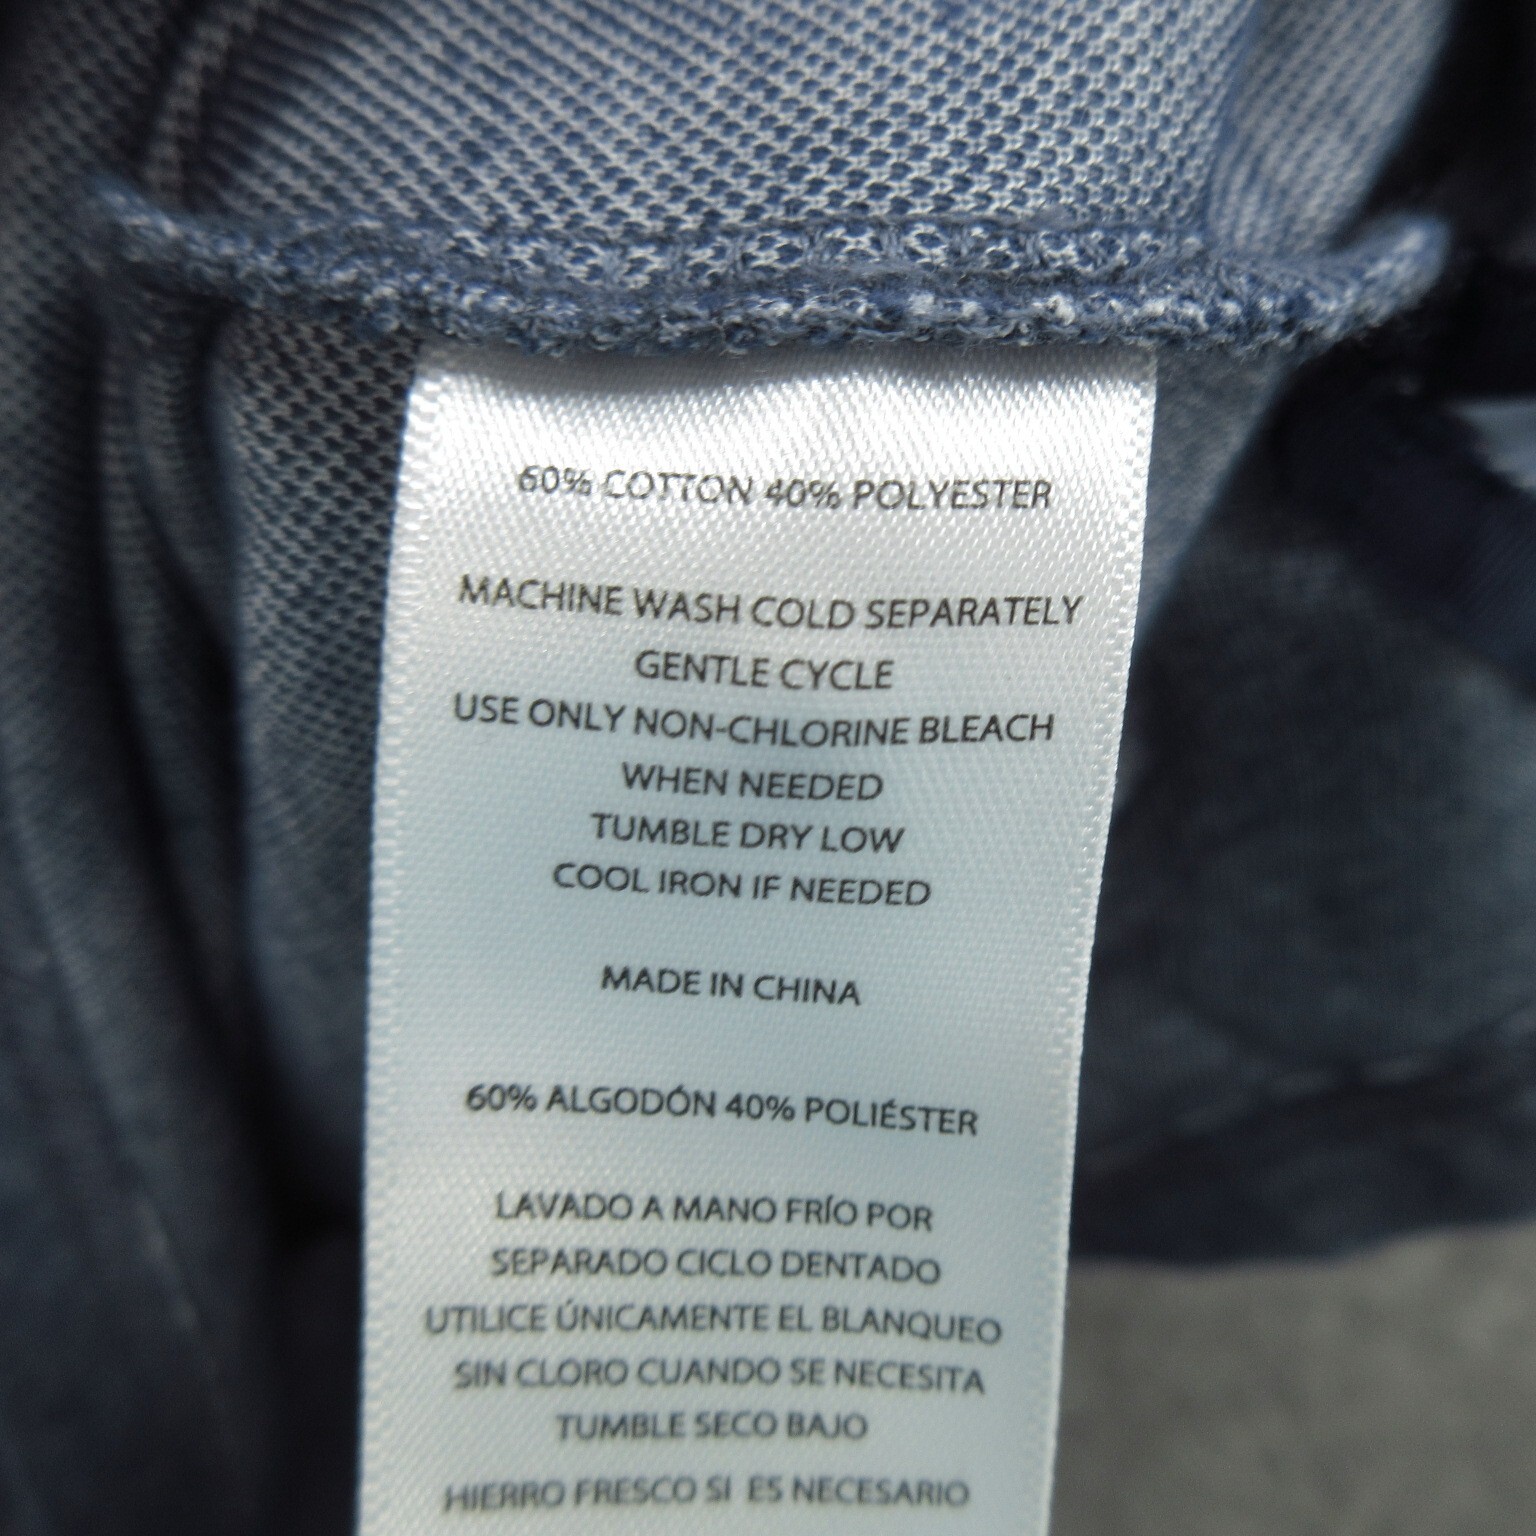 60% COTTON 40% POLYESTER
MACHINE WASH COLD SEPARATELY
GENTLE CYCLE
USE ONLY NON-CHLORINE BLEACH
WHEN NEEDED
TUMBLE DRY LOW
COOL IRON IF NEEDED
MADE IN CHINA
60% ALGODÓN 40% POLIÉSTER
LAVADO A MANO FRÍO POR
SEPARADO CICLO DENTADO
UTILICE ÚNICAMENTE EL BLANQUEO
SIN CLORO CUANDO SE NECESITA
TUMBLE SECO BAJO
HIERRO FRESCO SI ES NECESARIO